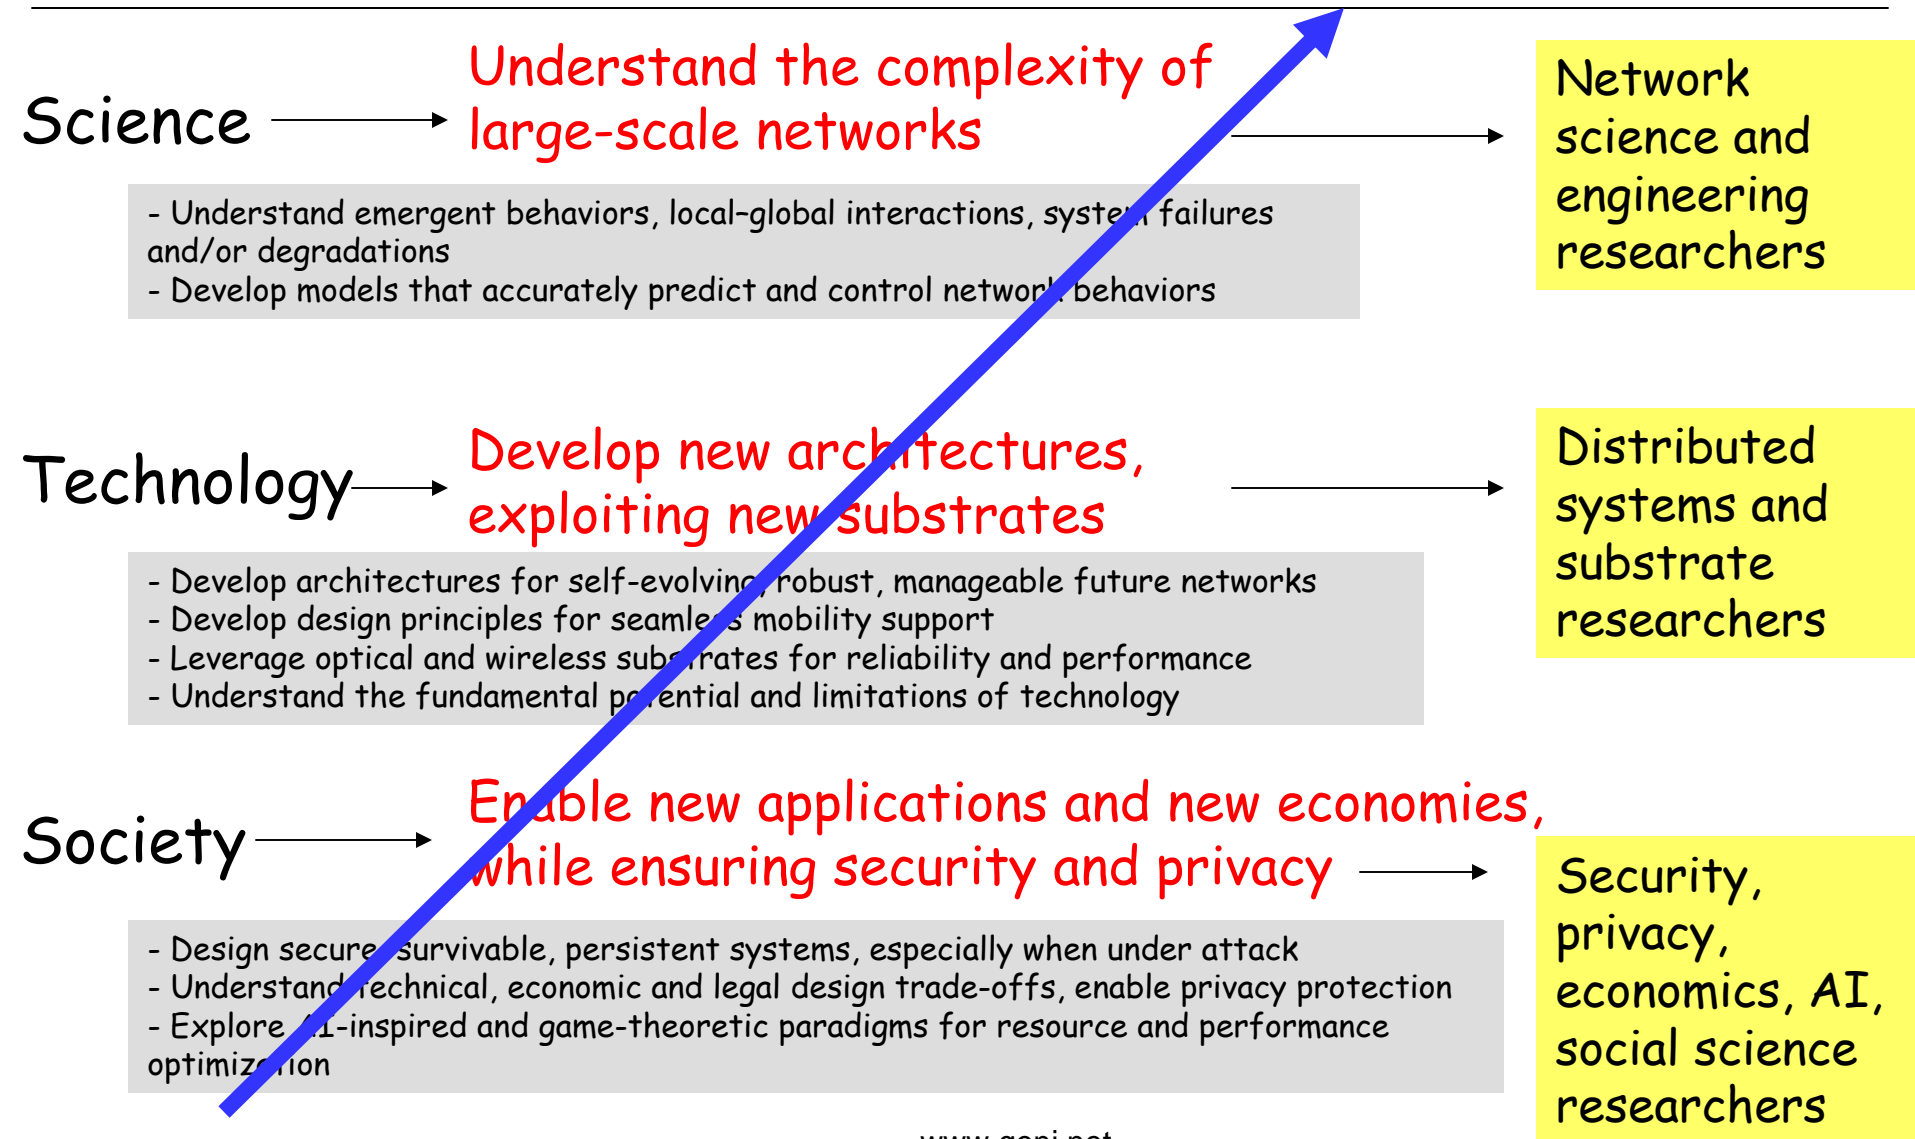 Science
Understand the complexity of
large-scale networks
Network
science and
engineering
researchers
- Understand emergent behaviors, local–global interactions, system failures
and/or degradations
- Develop models that accurately predict and control network behaviors
Technology
Develop new architectures,
exploiting new substrates
Distributed
systems and
substrate
researchers
- Develop architectures for self-evolving, robust, manageable future networks
- Develop design principles for seamless mobility support
- Leverage optical and wireless substrates for reliability and performance
- Understand the fundamental potential and limitations of technology
Society
Enable new applications and new economies,
while ensuring security and privacy
Security,
privacy,
economics, AI,
social science
researchers
- Design secure, survivable, persistent systems, especially when under attack
- Understand technical, economic and legal design trade-offs, enable privacy protection
- Explore AI-inspired and game-theoretic paradigms for resource and performance
optimization
www.geni.net